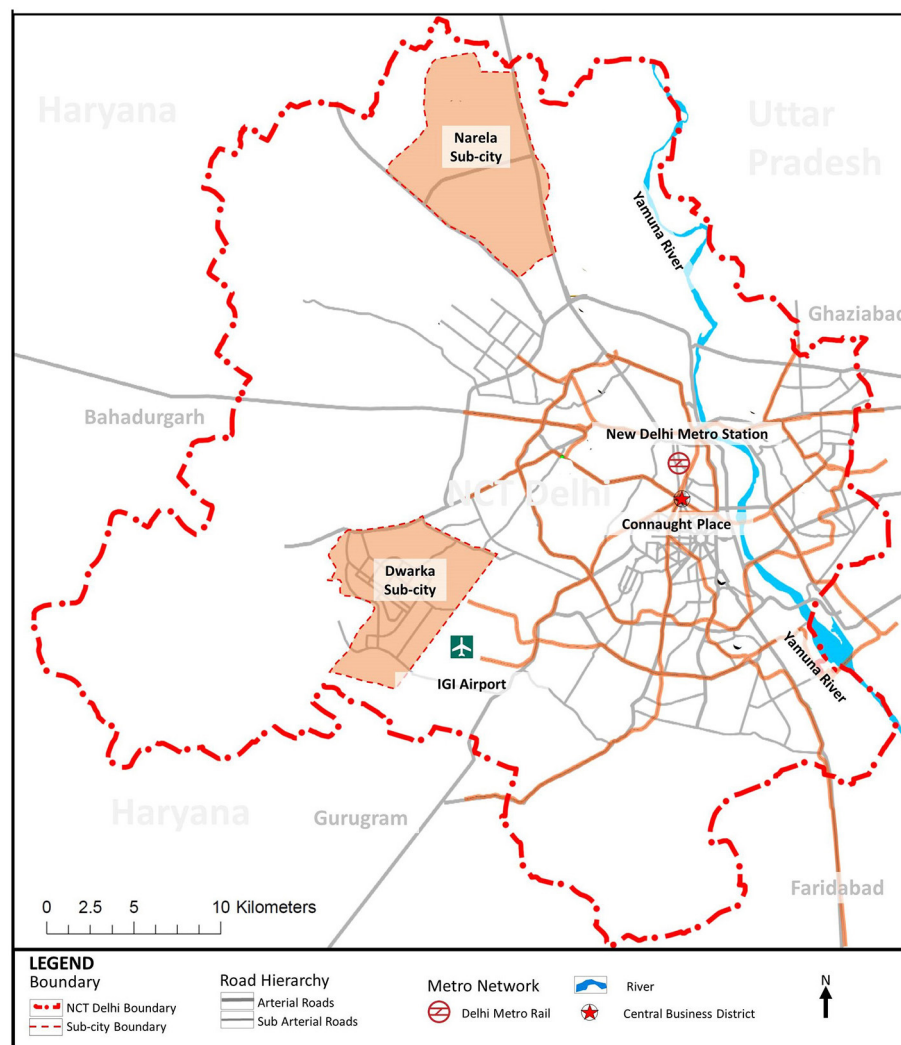 Haryana
Uttar
Pradesh
Narela
Sub-city
Yamuna River
Ghaziabad
Bahadurgarh
New Delhi Metro Station
NCT Delhi
Connaught Place
Dwarka
Sub-city
IGI Airport
Yamuna River
Haryana
Gurugram
Faridabad
0 2.5 5 10 Kilometers
LEGEND
Boundary
NCT Delhi Boundary
Sub-city Boundary
Road Hierarchy
Arterial Roads
Sub Arterial Roads
Metro Network
Delhi Metro Rail
River
Central Business District
N